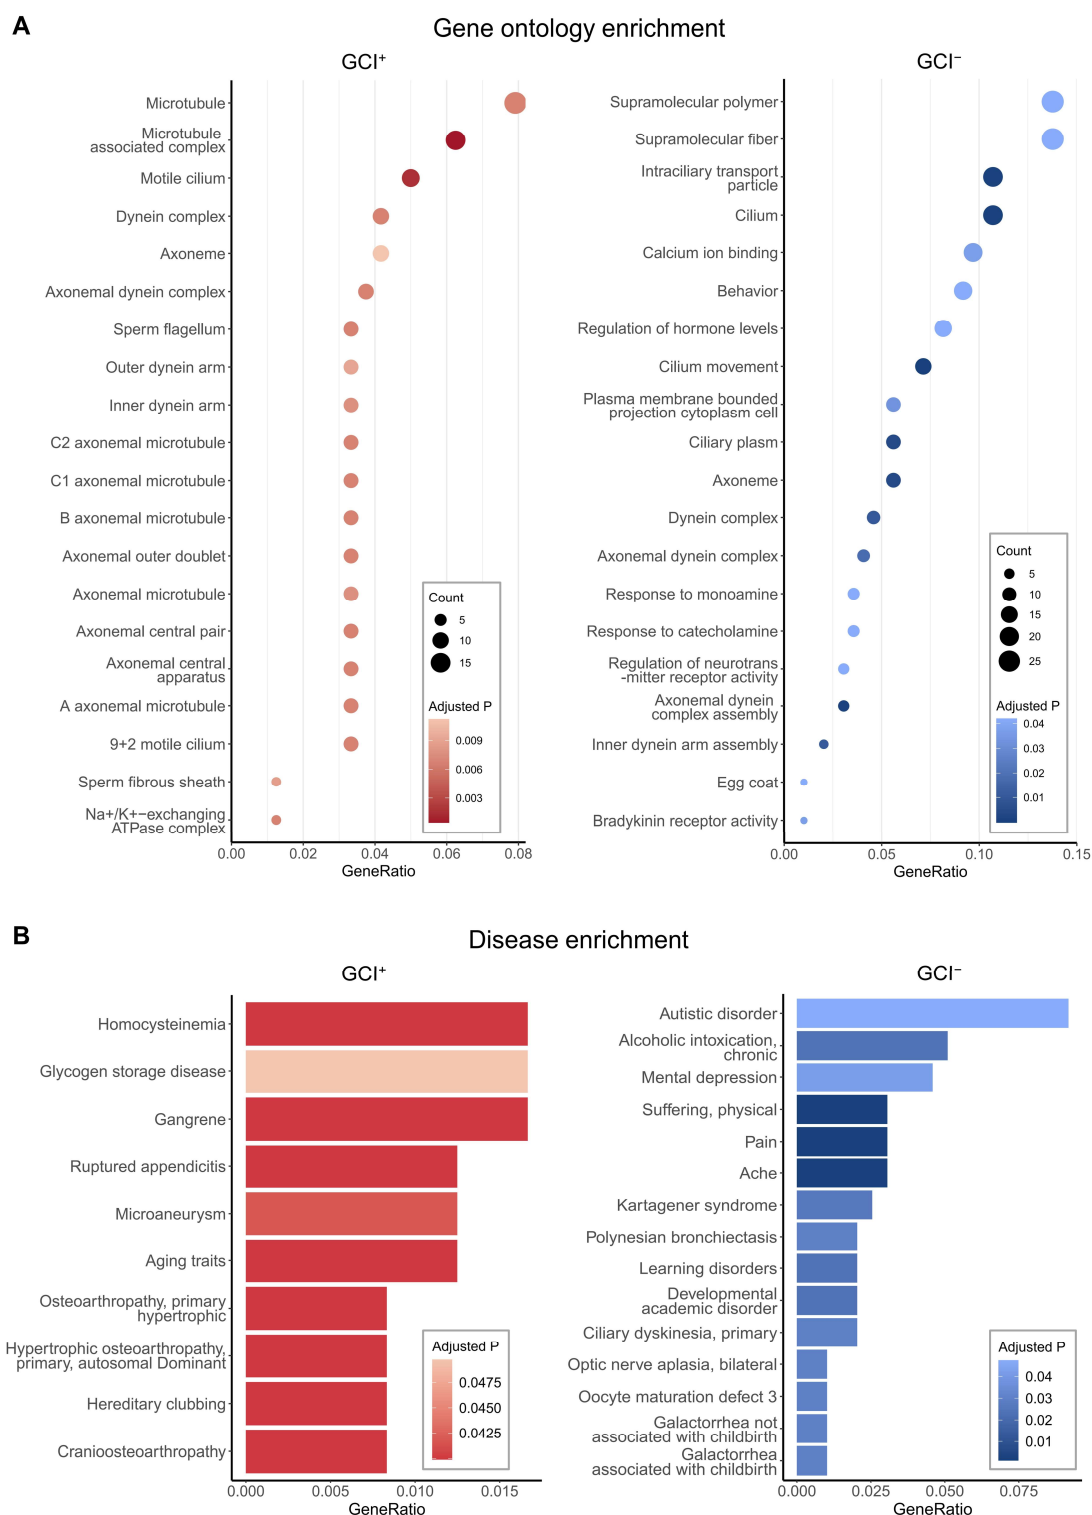 A
Gene ontology enrichment
GCI⁺
Microtubule
Microtubule
associated complex
Motile cilium
Dynein complex
Axoneme
Axonemal dynein complex
Sperm flagellum
Outer dynein arm
Inner dynein arm
C2 axonemal microtubule
C1 axonemal microtubule
B axonemal microtubule
Axonemal outer doublet
Axonemal microtubule
Axonemal central pair
Axonemal central
apparatus
A axonemal microtubule
9+2 motile cilium
Sperm fibrous sheath
Na+/K+−exchanging
ATPase complex
0.00 0.02 0.04 0.06 0.08
GeneRatio
Count
5
10
15
Adjusted P
0.009
0.006
0.003
GCI⁻
Supramolecular polymer
Supramolecular fiber
Intraciliary transport
particle
Cilium
Calcium ion binding
Behavior
Regulation of hormone levels
Cilium movement
Plasma membrane bounded
projection cytoplasm cell
Ciliary plasm
Axoneme
Dynein complex
Axonemal dynein complex
Response to monoamine
Response to catecholamine
Regulation of neurotrans
-mitter receptor activity
Axonemal dynein
complex assembly
Inner dynein arm assembly
Egg coat
Bradykinin receptor activity
0.00 0.05 0.10 0.15
GeneRatio
Count
5
10
15
20
25
Adjusted P
0.04
0.03
0.02
0.01
B
Disease enrichment
GCI⁺
Homocysteinemia
Glycogen storage disease
Gangrene
Ruptured appendicitis
Microaneurysm
Aging traits
Osteoarthropathy, primary
hypertrophic
Hypertrophic osteoarthropathy,
primary, autosomal Dominant
Hereditary clubbing
Cranioosteoarthropathy
0.000 0.005 0.010 0.015
GeneRatio
Adjusted P
0.0475
0.0450
0.0425
GCI⁻
Autistic disorder
Alcoholic intoxication,
chronic
Mental depression
Suffering, physical
Pain
Ache
Kartagener syndrome
Polynesian bronchiectasis
Learning disorders
Developmental
academic disorder
Ciliary dyskinesia, primary
Optic nerve aplasia, bilateral
Oocyte maturation defect 3
Galactorrhea not
associated with childbirth
Galactorrhea
associated with childbirth
0.000 0.025 0.050 0.075
GeneRatio
Adjusted P
0.04
0.03
0.02
0.01